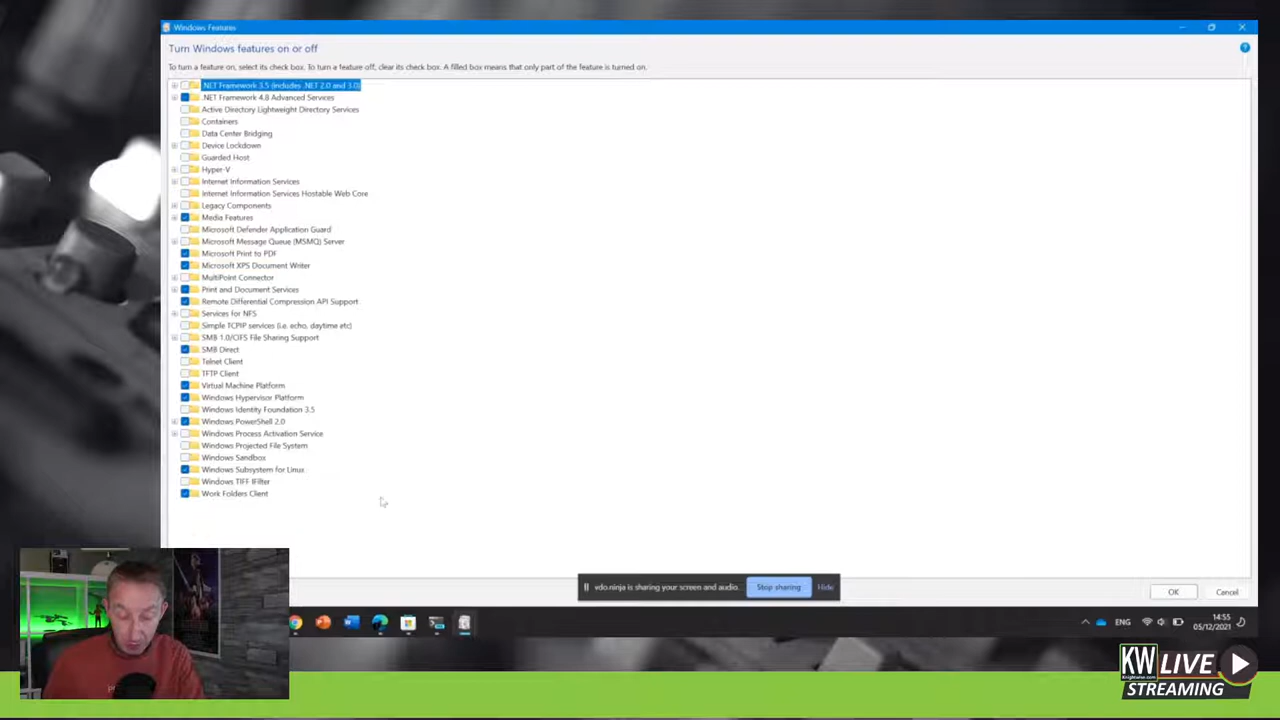 Windows Features
Turn Windows features on or off
To turn a feature on, select its check box. To turn a feature off, clear its check box. A filled box means that only part of the feature is turned on.
.NET Framework 3.5 (includes .NET 2.0 and 3.0)
.NET Framework 4.8 Advanced Services
Active Directory Lightweight Directory Services
Containers
Data Center Bridging
Device Lockdown
Guarded Host
Hyper-V
Internet Information Services
Internet Information Services Hostable Web Core
Legacy Components
Media Features
Microsoft Defender Application Guard
Microsoft Message Queue (MSMQ) Server
Microsoft Print to PDF
Microsoft XPS Document Writer
MultiPoint Connector
Print and Document Services
Remote Differential Compression API Support
Services for NFS
Simple TCPIP services (i.e. echo, daytime etc)
SMB 1.0/CIFS File Sharing Support
SMB Direct
Telnet Client
TFTP Client
Virtual Machine Platform
Windows Hypervisor Platform
Windows Identity Foundation 3.5
Windows PowerShell 2.0
Windows Process Activation Service
Windows Projected File System
Windows Sandbox
Windows Subsystem for Linux
Windows TIFF IFilter
Work Folders Client
vdo.ninja is sharing your screen and audio.
Stop sharing
Hide
OK
Cancel
ENG
14:55
05/12/2021
KW LIVE
Knightwise.com
STREAMING